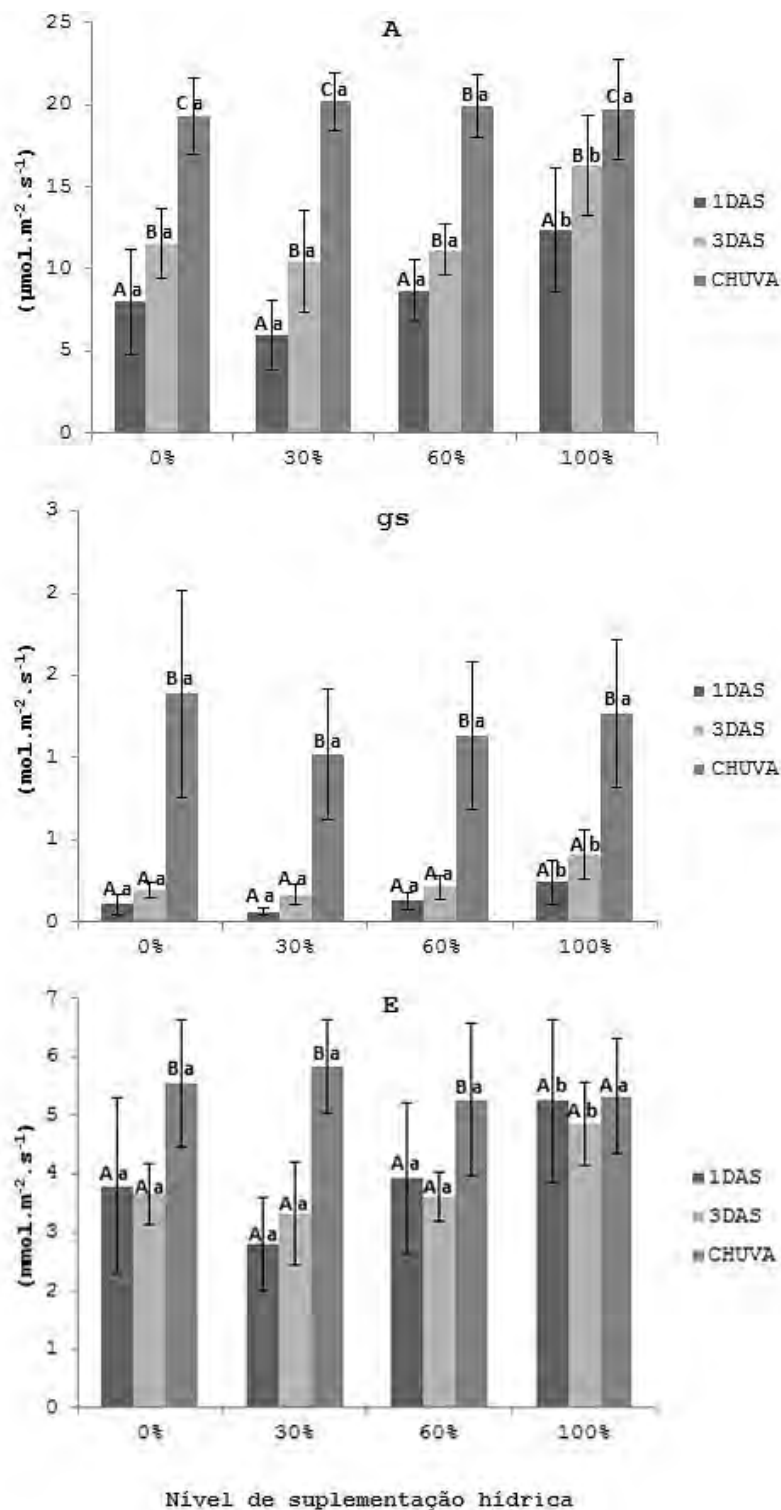 A
25
20
15
10
5
0
(µmol.m⁻².s⁻¹)
C a
C a
B a
C a
B a
B a
B a
B b
A a
A a
A a
A b
0%
30%
60%
100%
1DAS
3DAS
CHUVA
gs
3
2
2
1
1
0
(mol.m⁻².s⁻¹)
B a
B a
B a
B a
A a
A a
A a
A a
A a
A a
A b
A b
0%
30%
60%
100%
1DAS
3DAS
CHUVA
E
7
6
5
4
3
2
1
0
(mmol.m⁻².s⁻¹)
A a
A a
B a
A a
A a
B a
A a
A a
B a
A b
A b
A a
0%
30%
60%
100%
1DAS
3DAS
CHUVA
Nível de suplementação hídrica